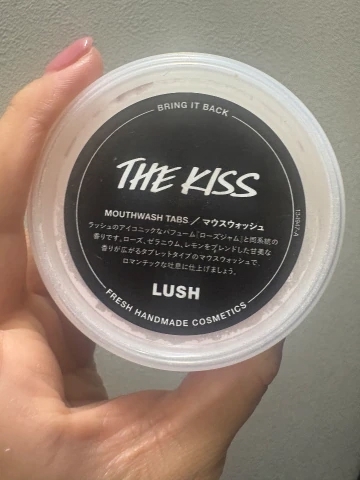 BRING IT BACK
THE KISS
MOUTHWASH TABS／マウスウォッシュ
ラッシュのアイコニックなパフューム『ローズジャム』と同系統の
香りです。ローズ、ゼラニウム、レモンをブレンドした甘美な
香りが広がるタブレットタイプのマウスウォッシュで、
ロマンチックな吐息に仕上げましょう。
LUSH
FRESH HANDMADE COSMETICS